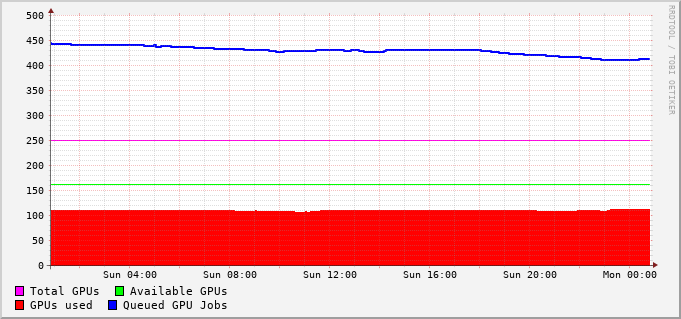 500
450
400
350
300
250
200
150
100
50
0
Sun 04:00 Sun 08:00 Sun 12:00 Sun 16:00 Sun 20:00 Mon 00:00
Total GPUs Available GPUs
GPUs used Queued GPU Jobs
RRDTOOL / TOBI OETIKER